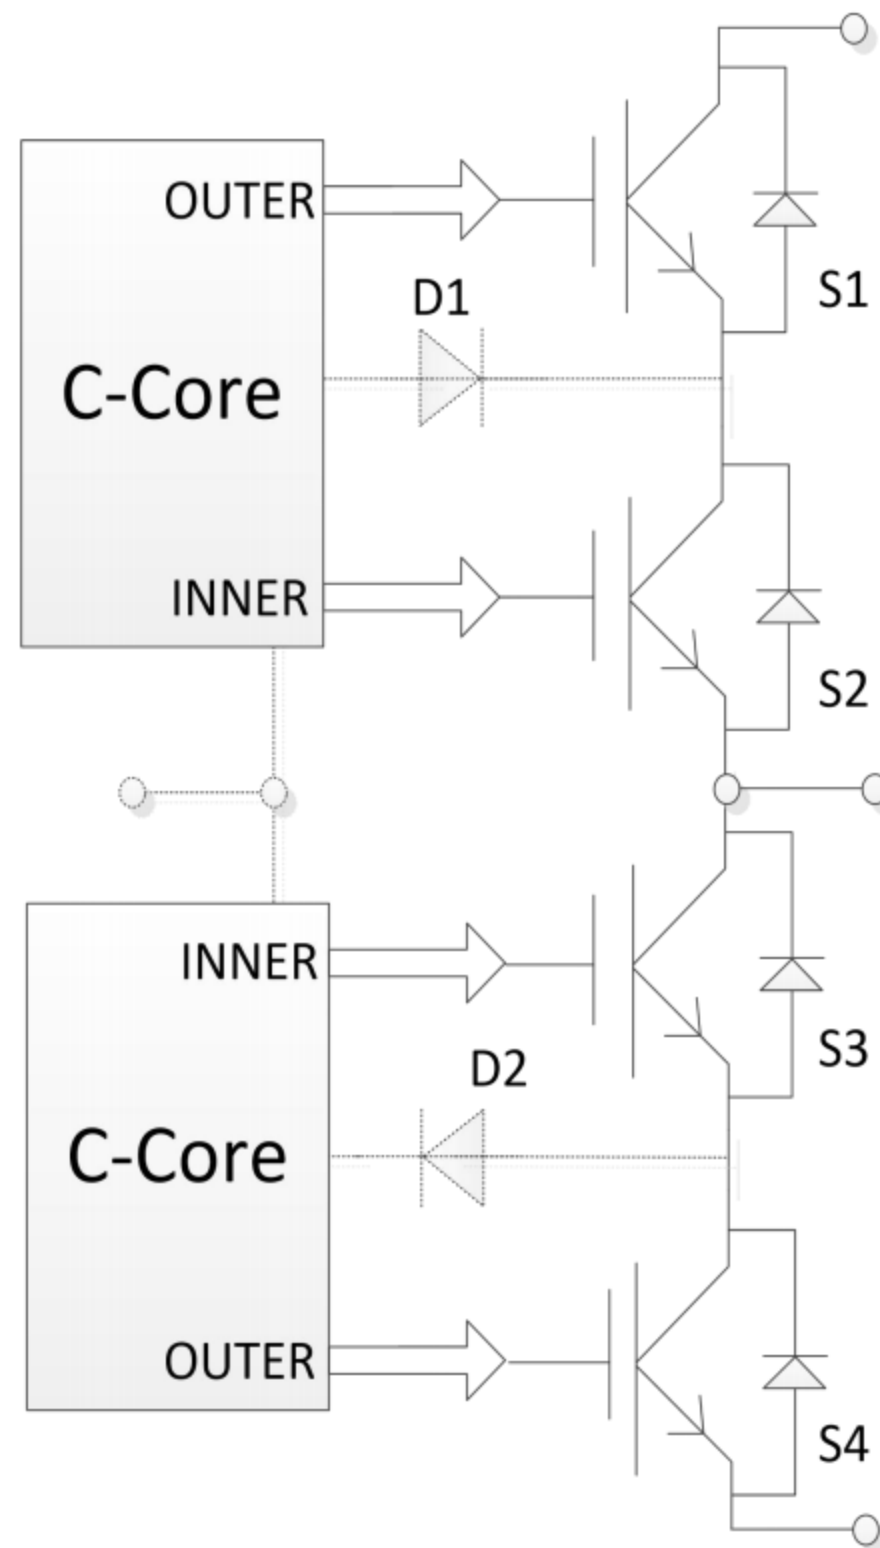 OUTER
D1
S1
C-Core
INNER
S2
INNER
S3
D2
C-Core
OUTER
S4